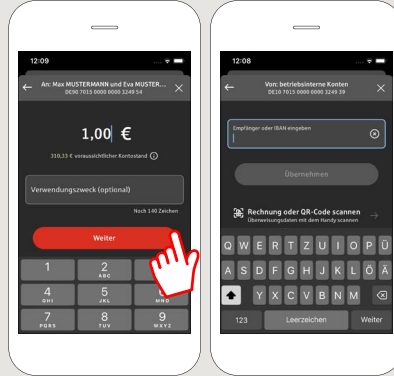 12:09
An: Max MUSTERMANN und Eva MUSTER...
DE90 7015 0000 0000 3249 54
1,00 €
310,33 € voraussichtlicher Kontostand
Verwendungszweck (optional)
Noch 140 Zeichen
Weiter
1
2
ABC
4
GHI
5
JKL
6
MNO
7
PQRS
8
TUV
9
WXYZ
12:08
Von: betriebsinterne Konten
DE10 7015 0000 0000 3249 39
Empfänger oder IBAN eingeben
Übernehmen
Rechnung oder QR-Code scannen
Überweisungsdaten mit dem Handy scannen
Q W E R T Z U I O P Ü
A S D F G H J K L Ö Ä
Y X C V B N M
123 Leerzeichen Weiter